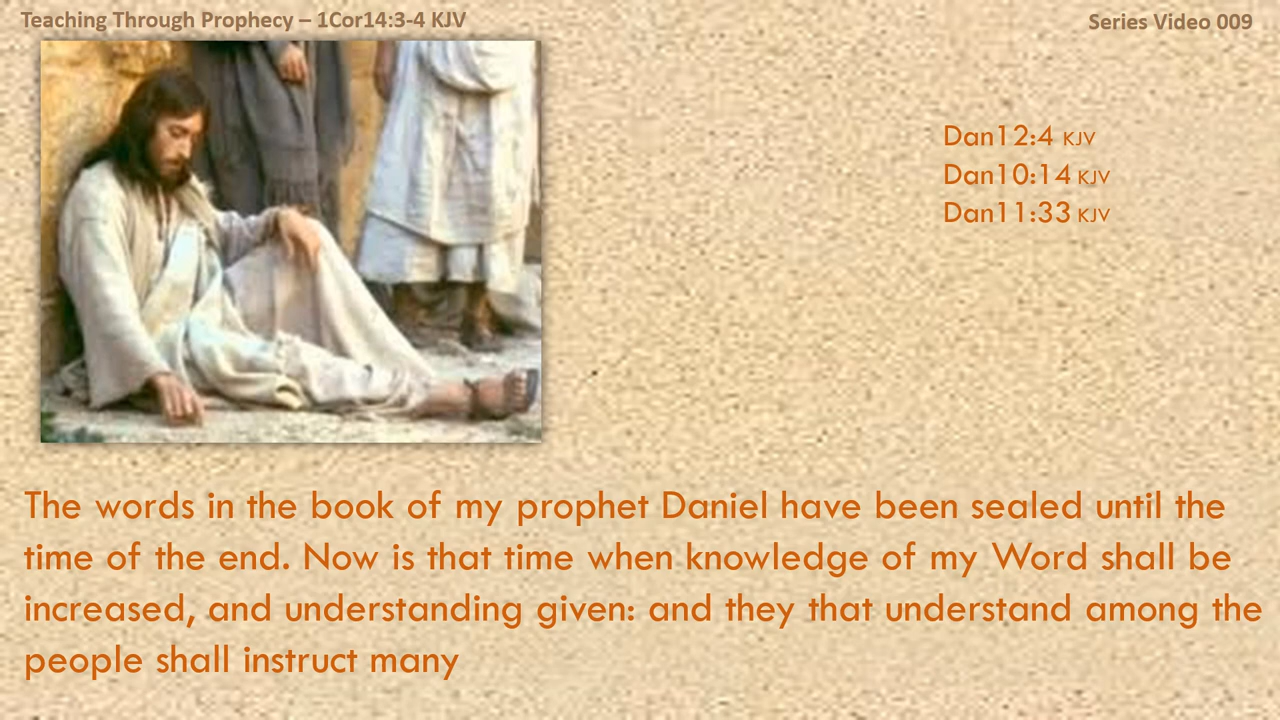 Teaching Through Prophecy – 1Cor14:3-4 KJV
Series Video 009
Dan12:4 KJV
Dan10:14 KJV
Dan11:33 KJV
The words in the book of my prophet Daniel have been sealed until the
time of the end. Now is that time when knowledge of my Word shall be
increased, and understanding given: and they that understand among the
people shall instruct many